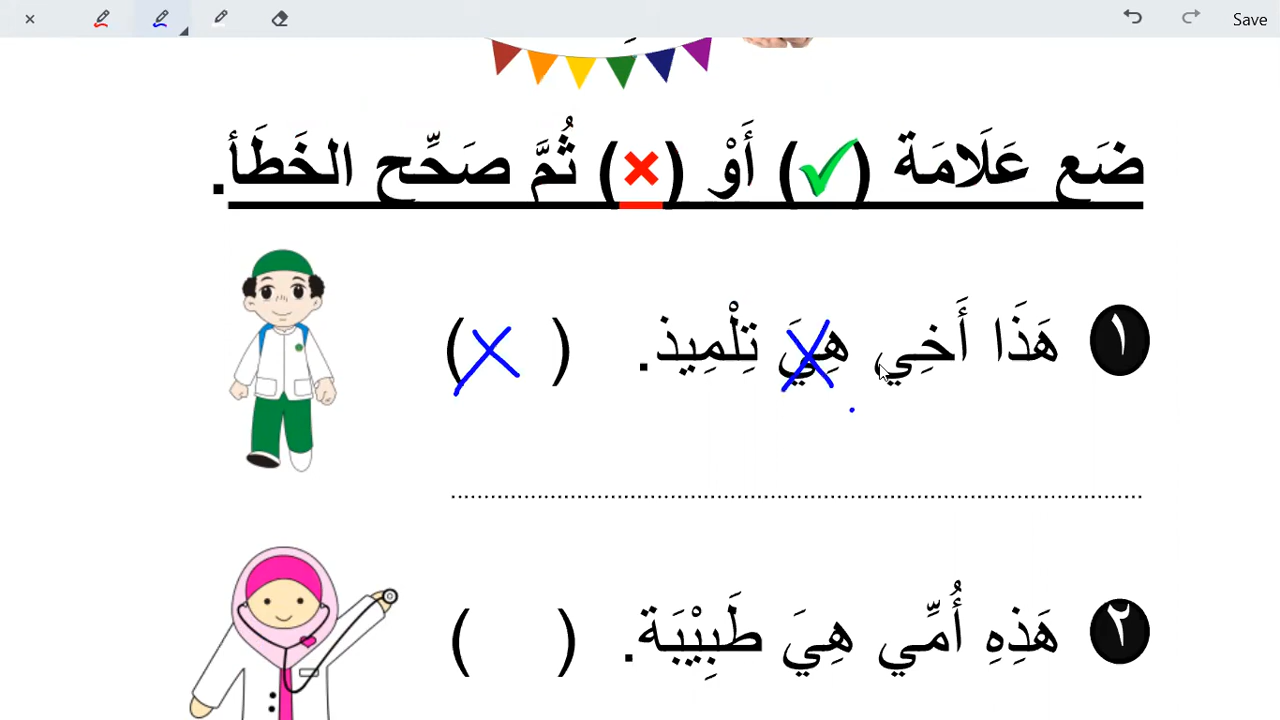 Save
ضَع عَلَامَة (✓) أَوْ (×) ثُمَّ صَحِّح الخَطَأ.
١ هَذَا أَخِي هِيَ تِلْمِيذ. ( × )
٢ هَذِهِ أُمِّي هِيَ طَبِيْبَة. ( )